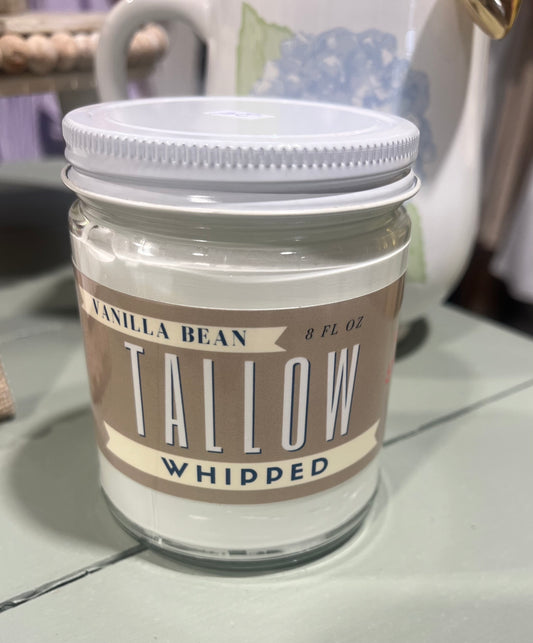 VANILLA BEAN
8 FL OZ
TALLOW
WHIPPED